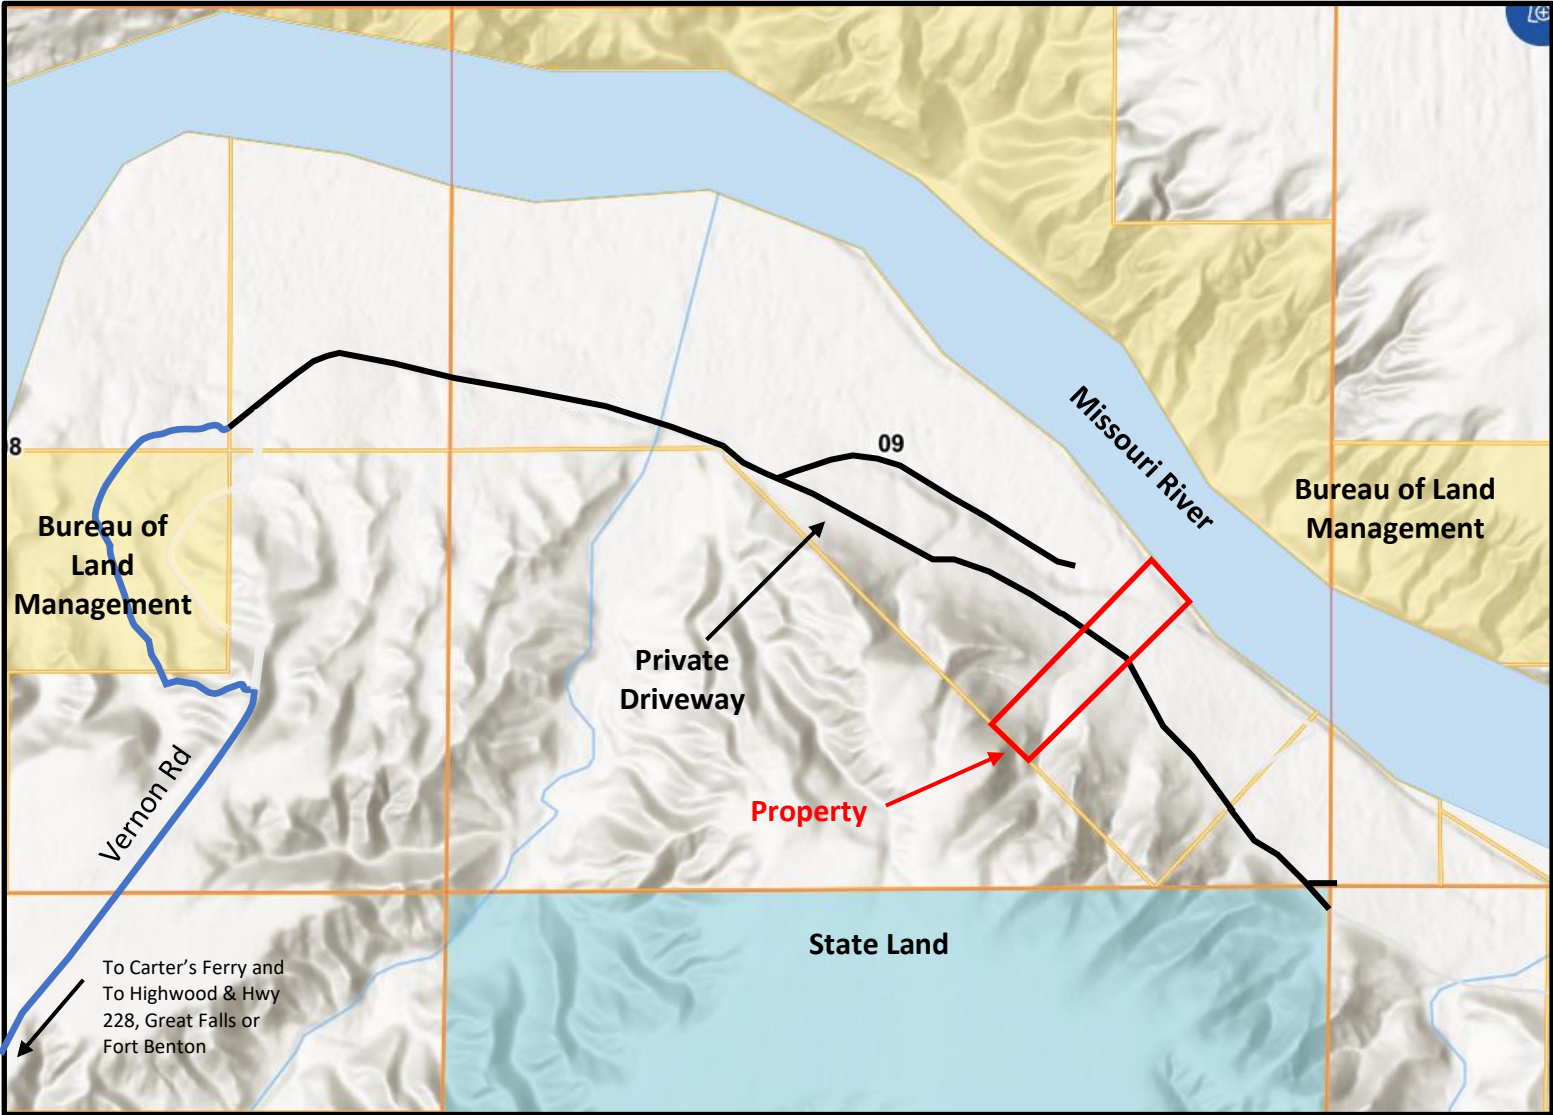 09
8
Missouri River
Bureau of Land
Management
Bureau of
Land
Management
Private
Driveway
Vernon Rd
Property
State Land
To Carter’s Ferry and
To Highwood & Hwy
228, Great Falls or
Fort Benton